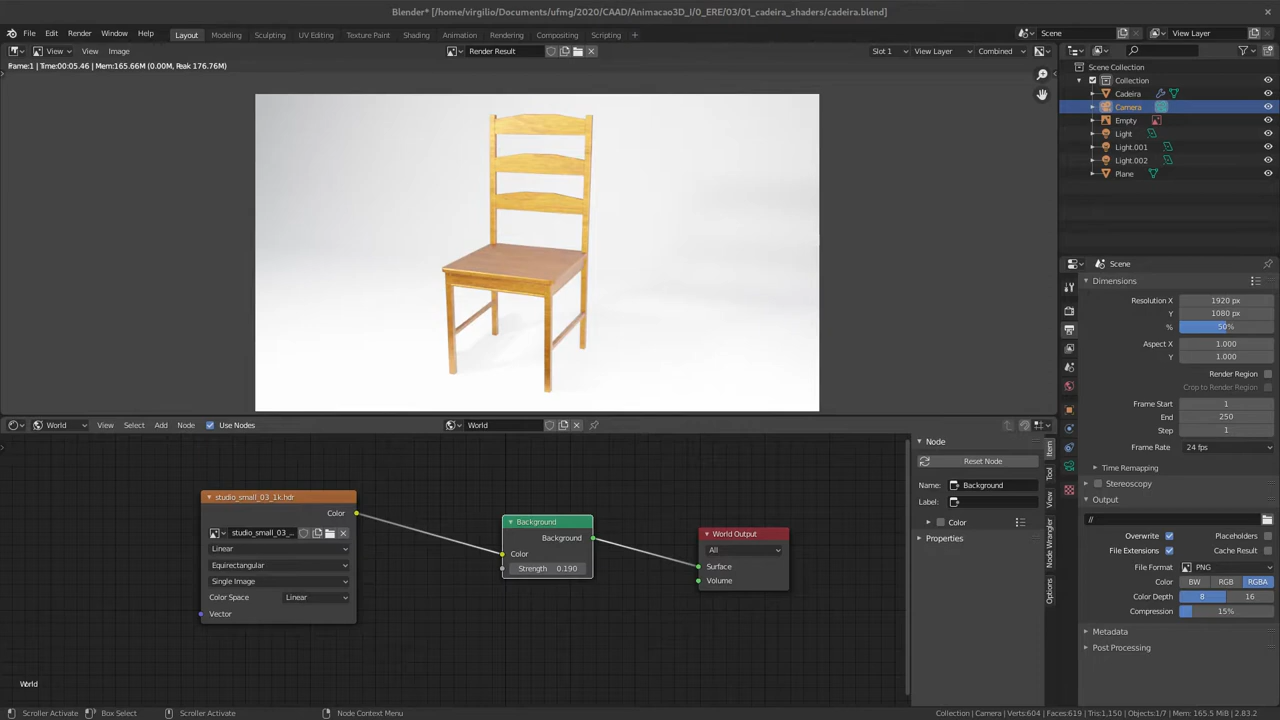 Blender* [/home/virgilio/Documents/ufmg/2020/CAAD/Animacao3D_I/0_ERE/03/01_cadeira_shaders/cadeira.blend]
File Edit Render Window Help Layout Modeling Sculpting UV Editing Texture Paint Shading Animation Rendering Compositing Scripting Scene View Layer
View View Image Render Result Slot 1 View Layer Combined
Frame:1 | Time:00:05.46 | Mem:165.66M (0.00M, Peak 176.76M)
Scene Collection
Collection
Cadeira
Camera
Empty
Light
Light.001
Light.002
Plane
Scene
Dimensions
Resolution X 1920 px
Y 1080 px
% 50%
Aspect X 1.000
Y 1.000
Render Region
Crop to Render Region
Frame Start 1
End 250
Step 1
Frame Rate 24 fps
Time Remapping
Stereoscopy
Output
//
Overwrite Placeholders
File Extensions Cache Result
File Format PNG
Color BW RGB RGBA
Color Depth 8 16
Compression 15%
Metadata
Post Processing
World View Select Add Node Use Nodes World
studio_small_03_1k.hdr
Color
studio_small_03_...
Linear
Equirectangular
Single Image
Color Space Linear
Vector
Background
Background
Color
Strength 0.190
World Output
All
Surface
Volume
Node
Reset Node
Name: Background
Label:
Color
Properties
Item
Tool
View
Node Wrangler
Options
World
Scroller Activate Box Select Scroller Activate Node Context Menu Collection | Camera | Verts:604 | Faces:619 | Tris:1,150 | Objects:1/7 | Mem: 165.5 MiB | 2.83.2